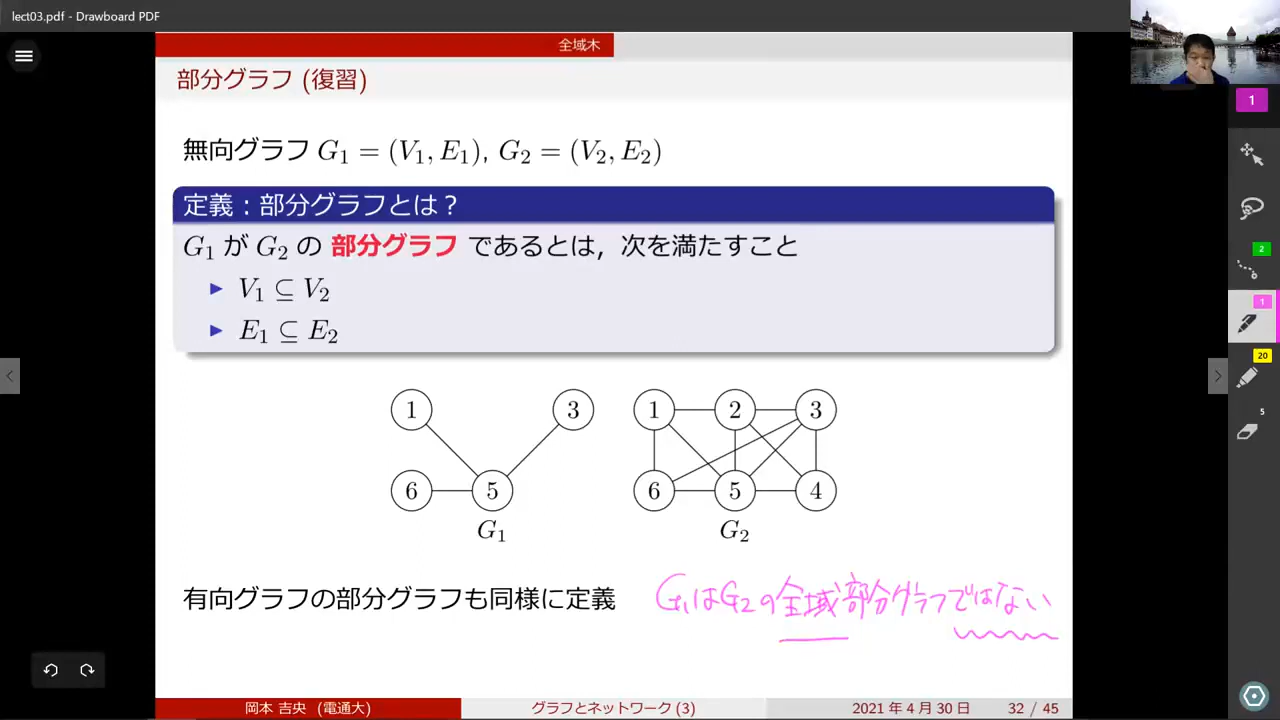 lect03.pdf - Drawboard PDF
全域木
部分グラフ (復習)
無向グラフ G₁ = (V₁, E₁), G₂ = (V₂, E₂)
定義：部分グラフとは？
G₁ が G₂ の 部分グラフ であるとは，次を満たすこと
▶ V₁ ⊆ V₂
▶ E₁ ⊆ E₂
1 3 1 2 3
6 5 6 5 4
G₁ G₂
有向グラフの部分グラフも同様に定義
G₁はG₂の全域部分グラフではない
岡本 吉央 (電通大) グラフとネットワーク (3) 2021 年 4 月 30 日 32 / 45
1
2
1
20
5